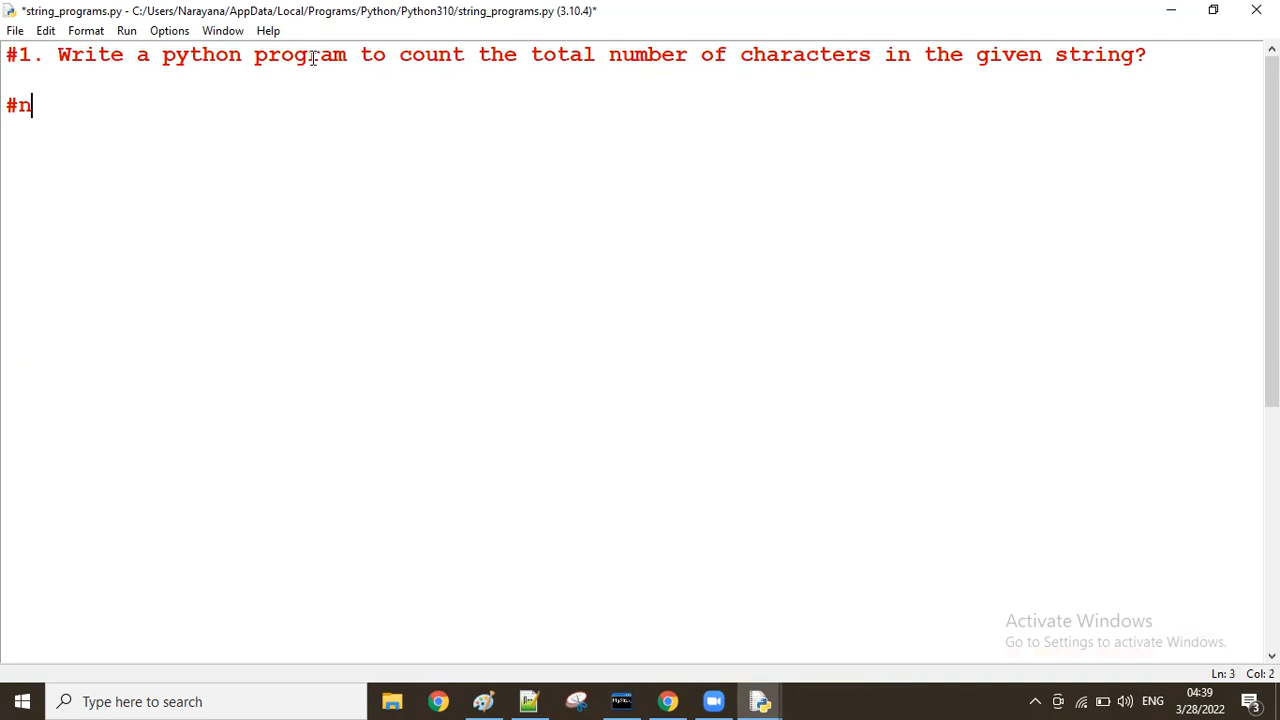 *string_programs.py - C:/Users/Narayana/AppData/Local/Programs/Python/Python310/string_programs.py (3.10.4)*
File Edit Format Run Options Window Help
#1. Write a python program to count the total number of characters in the given string?
#n
Activate Windows
Go to Settings to activate Windows.
Ln: 3 Col: 2
Type here to search
ENG
04:39
3/28/2022
3